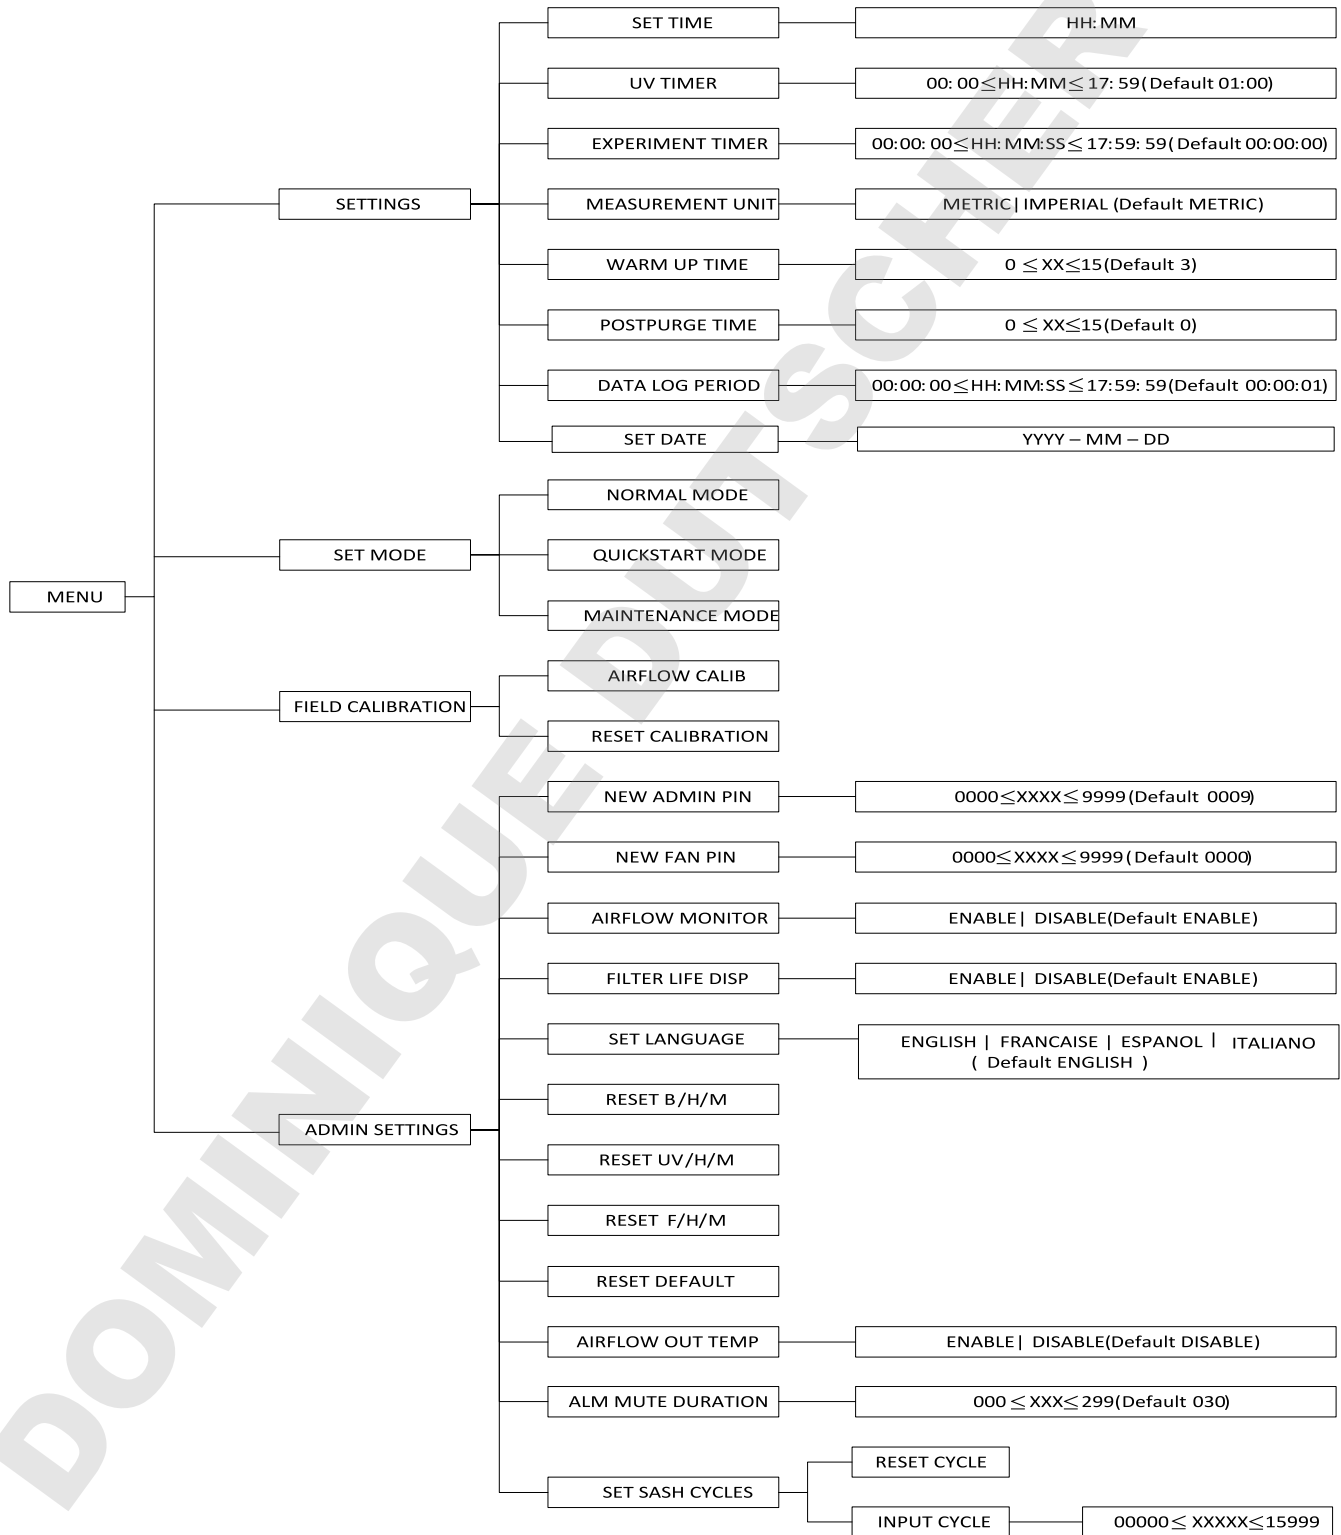 SET TIME
HH:MM
UV TIMER
00:00≤HH:MM≤17:59(Default 01:00)
EXPERIMENT TIMER
00:00:00≤HH:MM:SS≤17:59:59(Default 00:00:00)
SETTINGS
MEASUREMENT UNIT
METRIC| IMPERIAL (Default METRIC)
WARM UP TIME
0 ≤XX≤15(Default 3)
POSTPURGE TIME
0 ≤XX≤15(Default 0)
DATA LOG PERIOD
00:00:00≤HH:MM:SS≤17:59:59(Default 00:00:01)
SET DATE
YYYY – MM – DD
NORMAL MODE
SET MODE
QUICKSTART MODE
MENU
MAINTENANCE MODE
AIRFLOW CALIB
FIELD CALIBRATION
RESET CALIBRATION
NEW ADMIN PIN
0000≤XXXX≤9999(Default 0009)
NEW FAN PIN
0000≤XXXX≤9999(Default 0000)
AIRFLOW MONITOR
ENABLE| DISABLE(Default ENABLE)
FILTER LIFE DISP
ENABLE| DISABLE(Default ENABLE)
SET LANGUAGE
ENGLISH | FRANCAISE | ESPANOL | ITALIANO
( Default ENGLISH )
RESET B/H/M
ADMIN SETTINGS
RESET UV/H/M
RESET F/H/M
RESET DEFAULT
AIRFLOW OUT TEMP
ENABLE| DISABLE(Default DISABLE)
ALM MUTE DURATION
000 ≤XXX≤299(Default 030)
SET SASH CYCLES
RESET CYCLE
INPUT CYCLE
00000≤ XXXXX≤15999
DOMINIQUE DUTSCHER